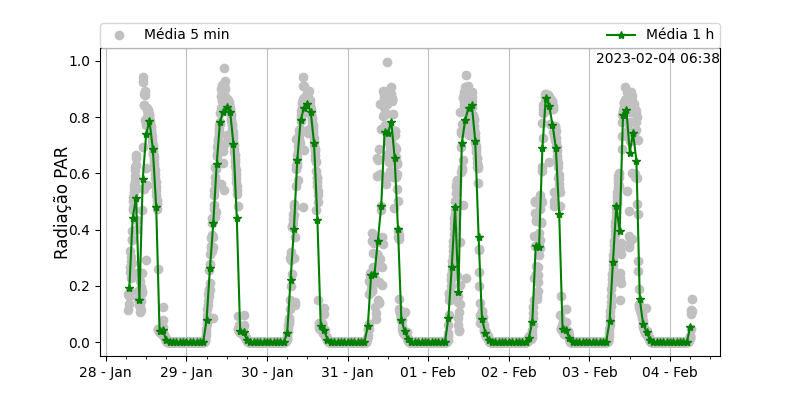 Média 5 min
Média 1 h
2023-02-04 06:38
Radiação PAR
1.0
0.8
0.6
0.4
0.2
0.0
28 - Jan
29 - Jan
30 - Jan
31 - Jan
01 - Feb
02 - Feb
03 - Feb
04 - Feb